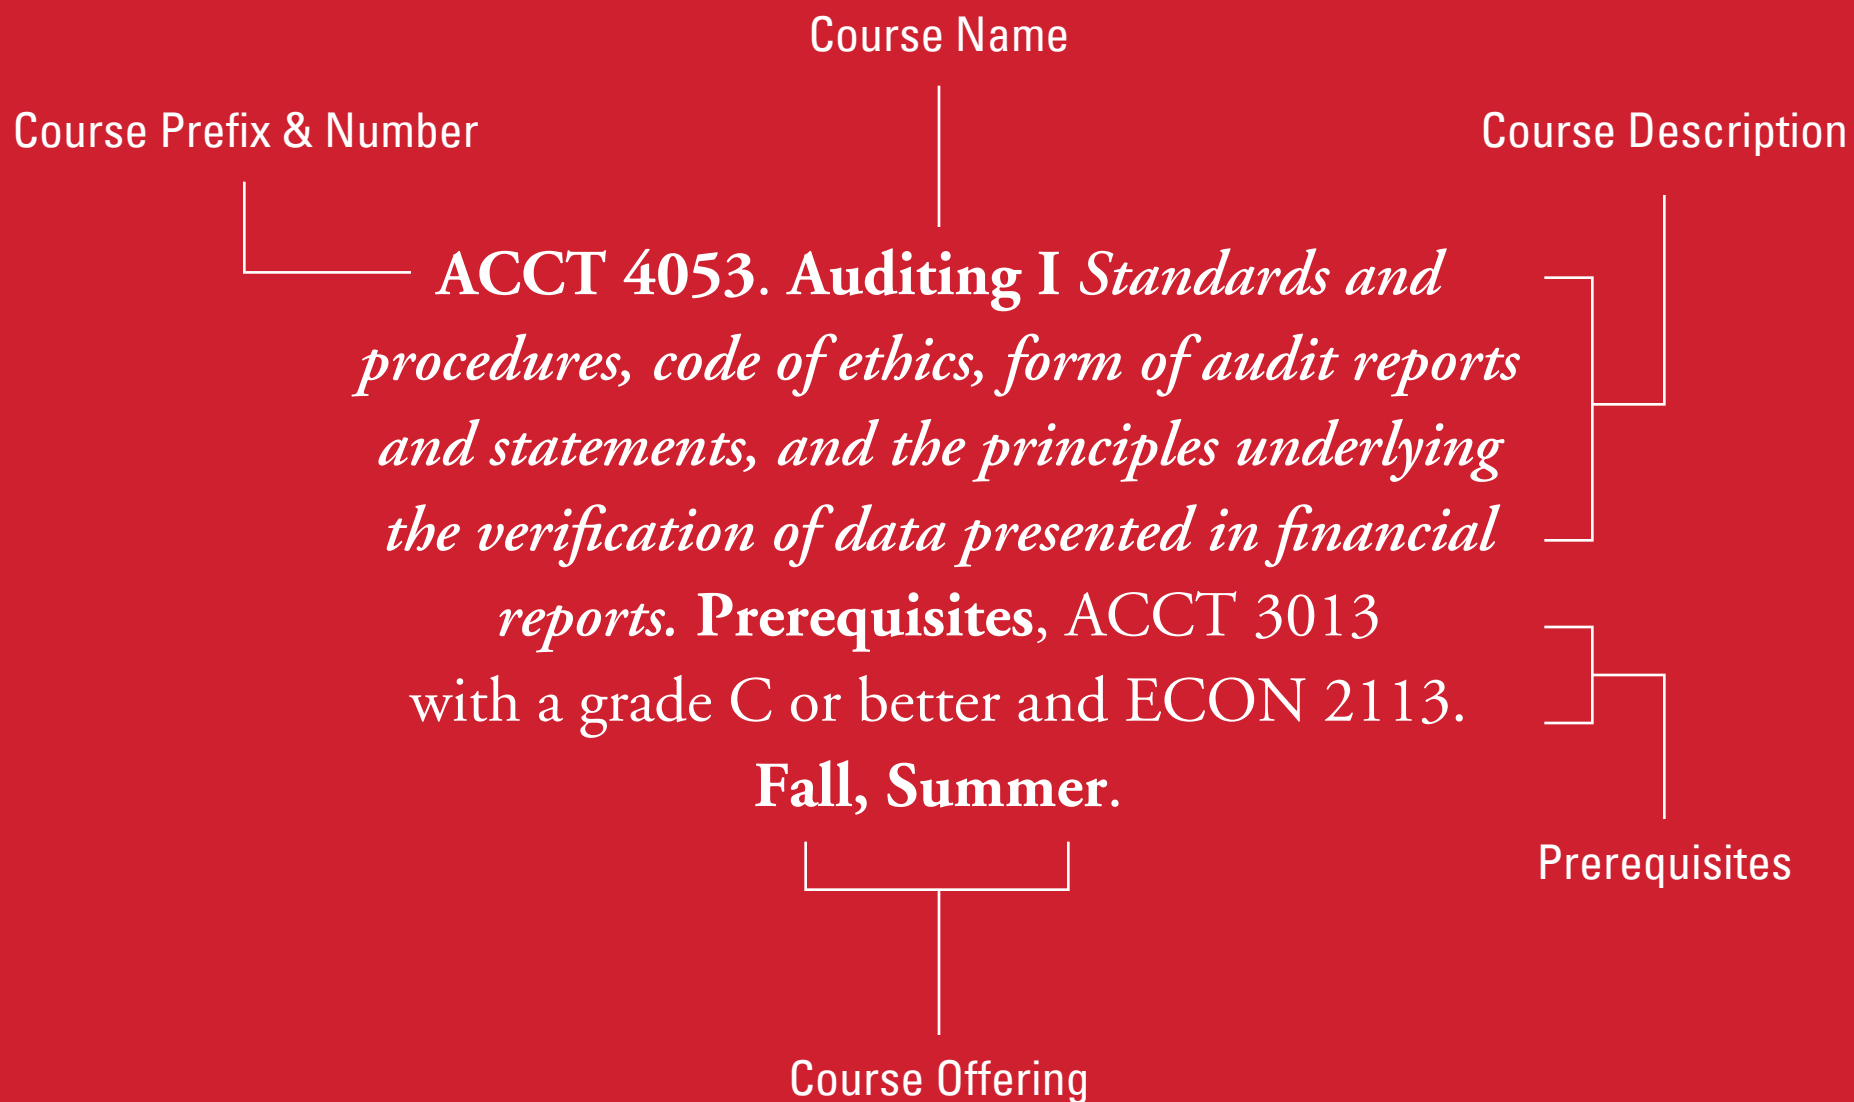 Course Name
Course Prefix & Number
Course Description
ACCT 4053. Auditing I Standards and
procedures, code of ethics, form of audit reports
and statements, and the principles underlying
the verification of data presented in financial
reports. Prerequisites, ACCT 3013
with a grade C or better and ECON 2113.
Fall, Summer.
Prerequisites
Course Offering